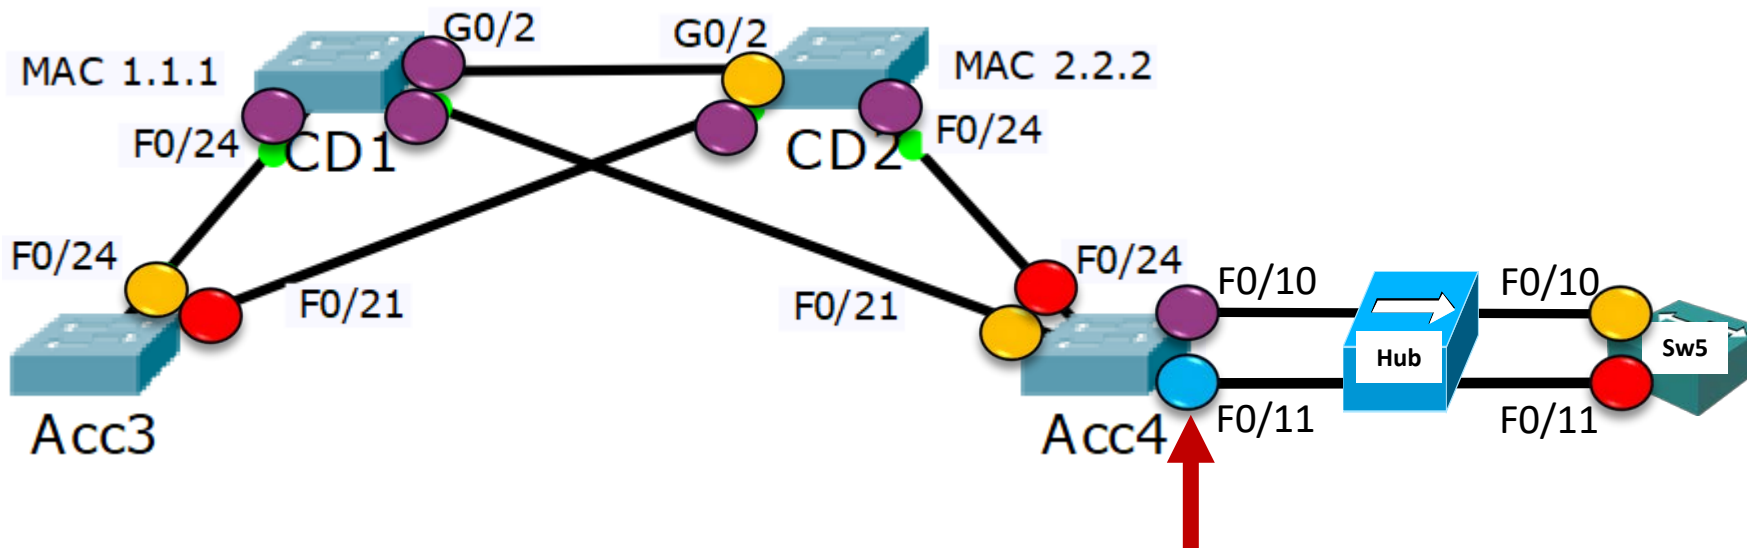 G0/2
G0/2
MAC 1.1.1
MAC 2.2.2
F0/24
CD1
CD2
F0/24
F0/24
F0/21
F0/21
F0/24
F0/10
F0/10
Hub
Sw5
Acc3
Acc4
F0/11
F0/11